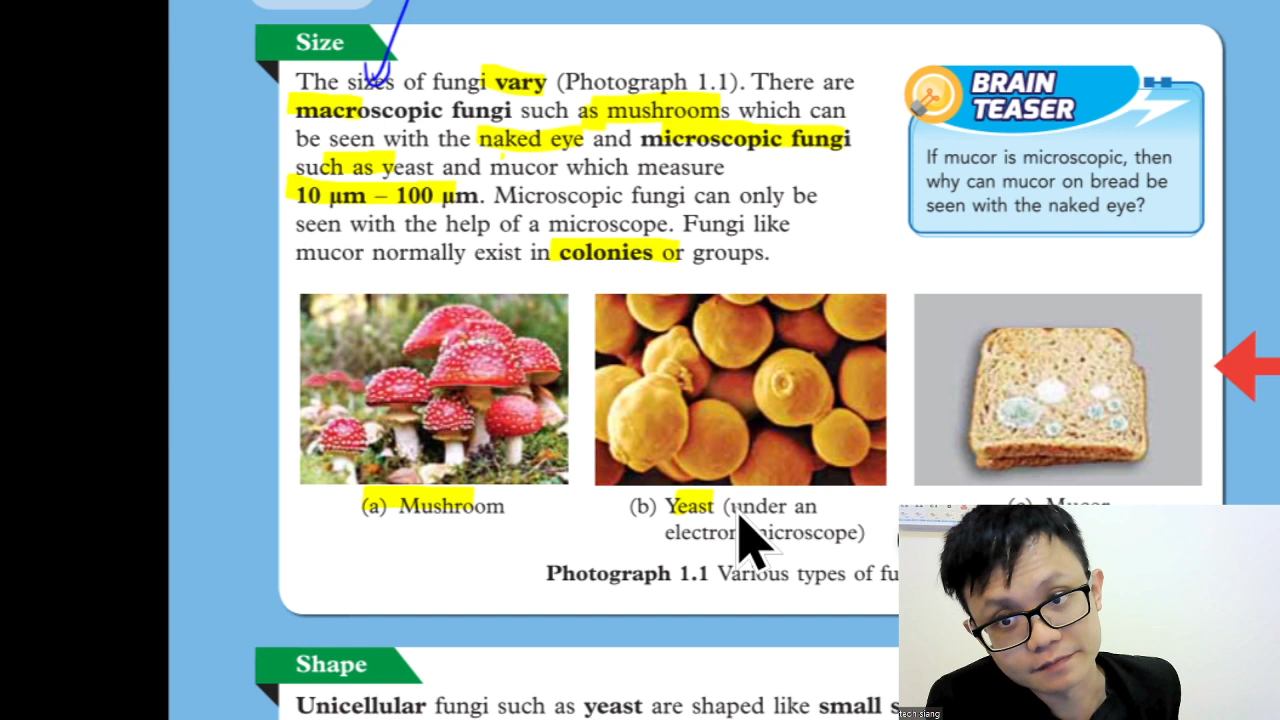 Size
The sizes of fungi vary (Photograph 1.1). There are
macroscopic fungi such as mushrooms which can
be seen with the naked eye and microscopic fungi
such as yeast and mucor which measure
10 µm – 100 µm. Microscopic fungi can only be
seen with the help of a microscope. Fungi like
mucor normally exist in colonies or groups.
BRAIN
TEASER
If mucor is microscopic, then
why can mucor on bread be
seen with the naked eye?
(a) Mushroom
(b) Yeast (under an
electron microscope)
(c) Mucor
Photograph 1.1 Various types of fu
Shape
Unicellular fungi such as yeast are shaped like small s
tech siang